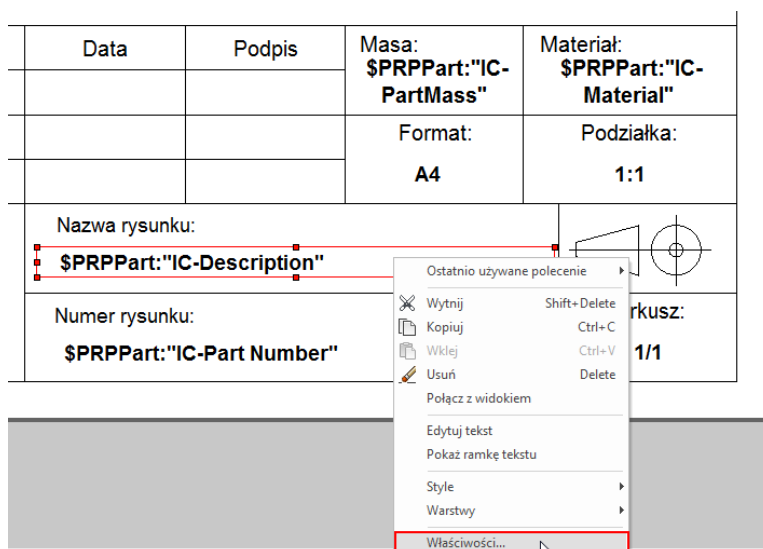 Data
Podpis
Masa:
$PRPPart:"IC-
PartMass"
Materiał:
$PRPPart:"IC-
Material"
Format:
A4
Podziałka:
1:1
Nazwa rysunku:
$PRPPart:"IC-Description"
Numer rysunku:
$PRPPart:"IC-Part Number"
rkusz:
1/1
Ostatnio używane polecenie
Wytnij Shift+Delete
Kopiuj Ctrl+C
Wklej Ctrl+V
Usuń Delete
Połącz z widokiem
Edytuj tekst
Pokaż ramkę tekstu
Style
Warstwy
Właściwości...